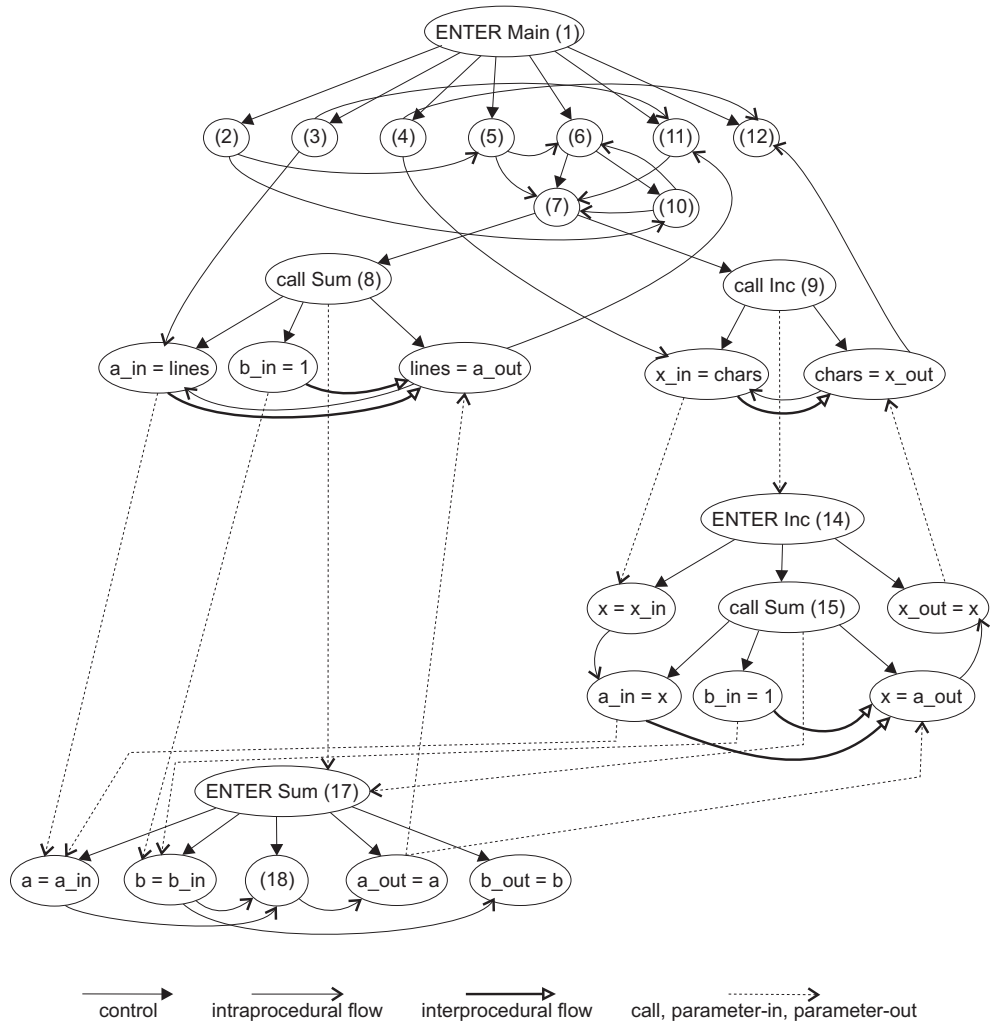 ENTER Main (1)
(2)
(3)
(4)
(5)
(6)
(11)
(12)
(7)
(10)
call Sum (8)
call Inc (9)
a_in = lines
b_in = 1
lines = a_out
x_in = chars
chars = x_out
ENTER Inc (14)
x = x_in
call Sum (15)
x_out = x
a_in = x
b_in = 1
x = a_out
ENTER Sum (17)
a = a_in
b = b_in
(18)
a_out = a
b_out = b
control
intraprocedural flow
interprocedural flow
call, parameter-in, parameter-out